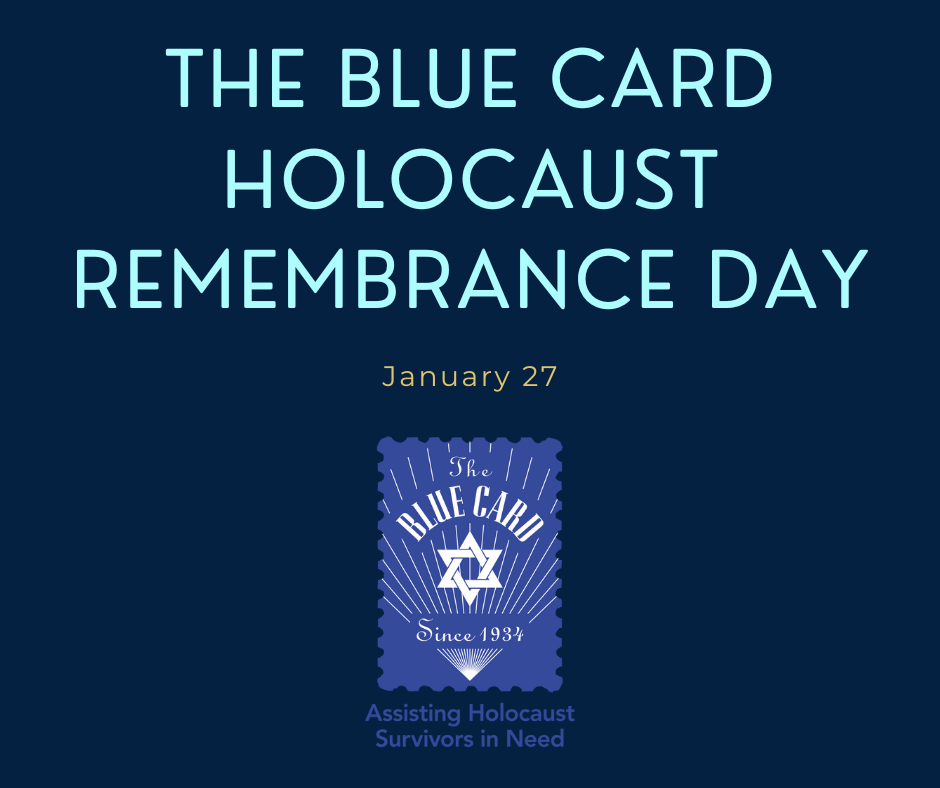 THE BLUE CARD
HOLOCAUST
REMEMBRANCE DAY
January 27
The
BLUE CARD
Since 1934
Assisting Holocaust
Survivors in Need